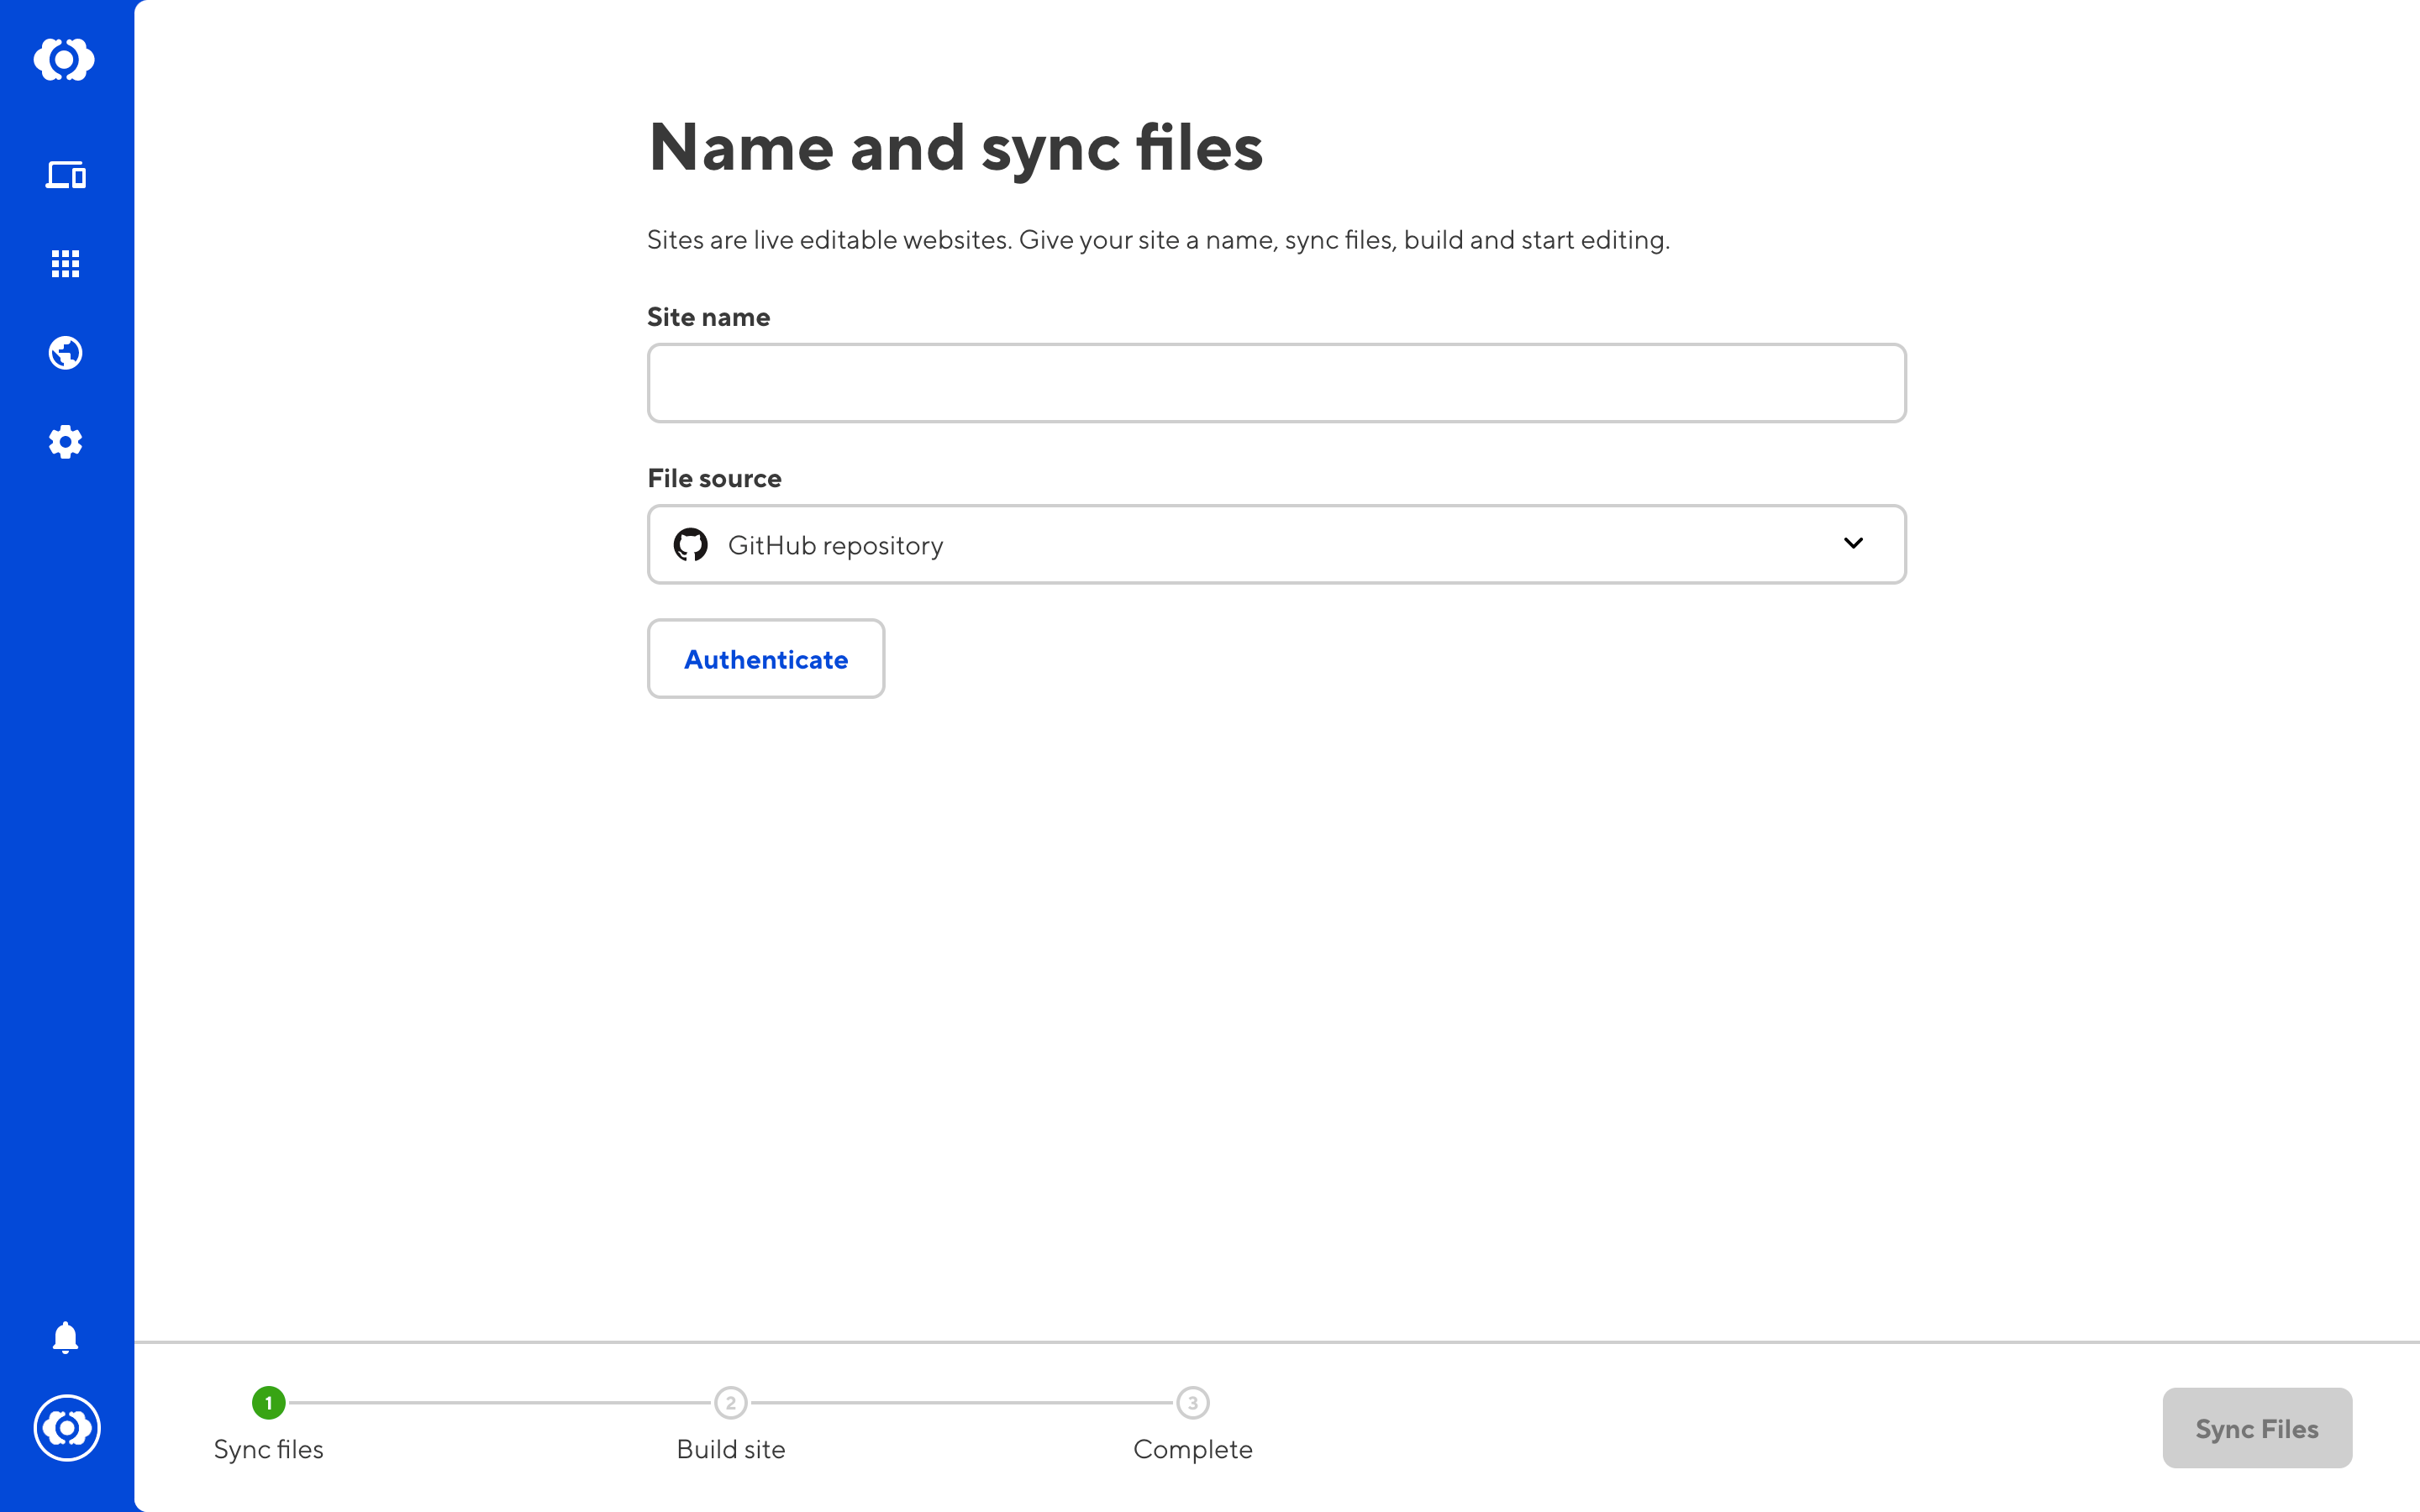 Name and sync files
Sites are live editable websites. Give your site a name, sync files, build and start editing.
Site name
File source
GitHub repository
Authenticate
1
2
3
Sync files
Build site
Complete
Sync Files